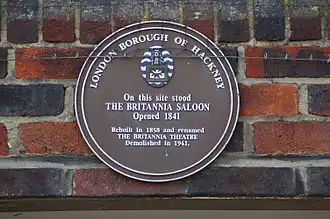 LONDON BOROUGH OF HACKNEY
On this site stood
THE BRITANNIA SALOON
Opened 1841
Rebuilt in 1858 and renamed
THE BRITANNIA THEATRE
Demolished in 1941.